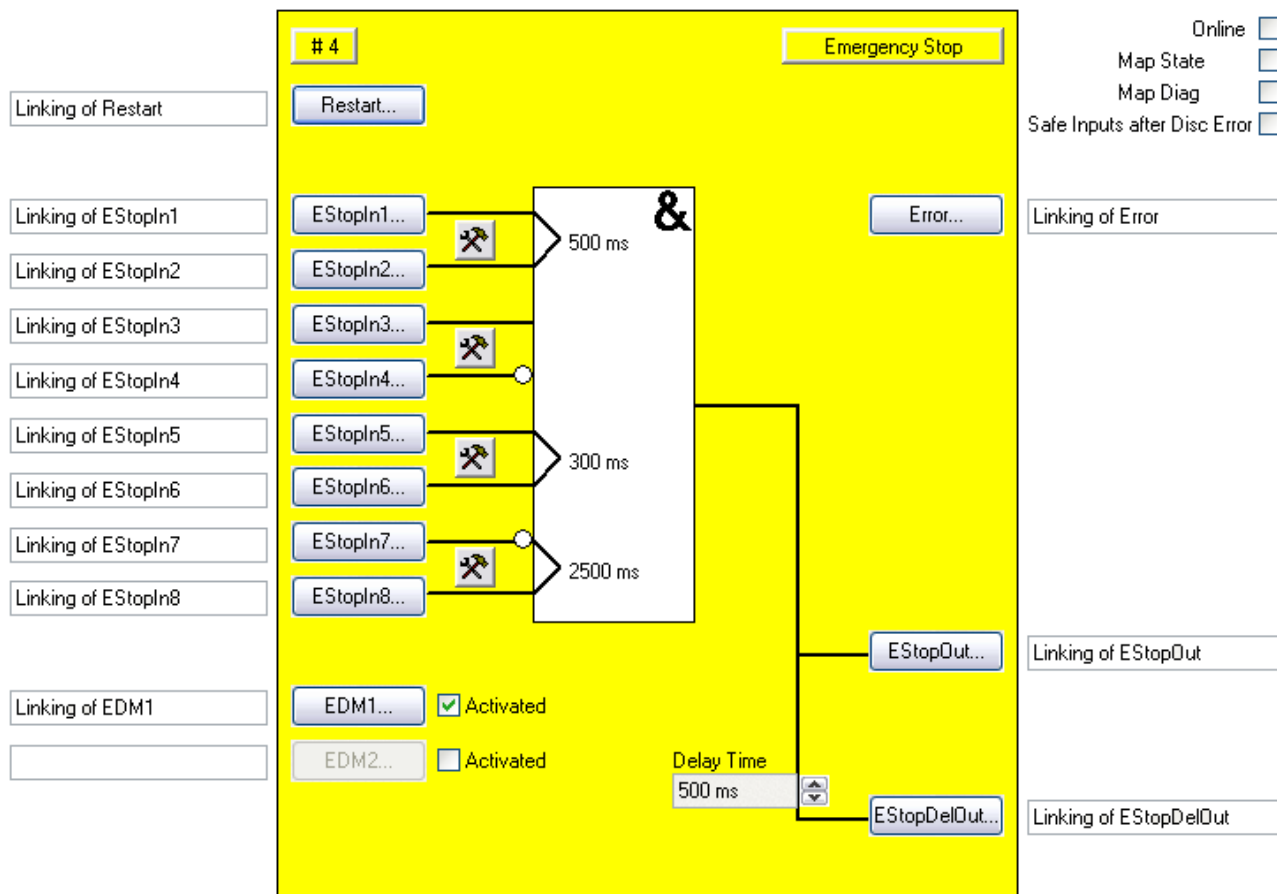 # 4
Emergency Stop
Online
Map State
Map Diag
Safe Inputs after Disc Error
Linking of Restart
Restart...
Linking of EStopIn1
EStopIn1...
&
500 ms
Error...
Linking of Error
Linking of EStopIn2
EStopIn2...
Linking of EStopIn3
EStopIn3...
Linking of EStopIn4
EStopIn4...
Linking of EStopIn5
EStopIn5...
300 ms
Linking of EStopIn6
EStopIn6...
Linking of EStopIn7
EStopIn7...
2500 ms
Linking of EStopIn8
EStopIn8...
EStopOut...
Linking of EStopOut
Linking of EDM1
EDM1...
Activated
EDM2...
Activated
Delay Time
500 ms
EStopDelOut...
Linking of EStopDelOut